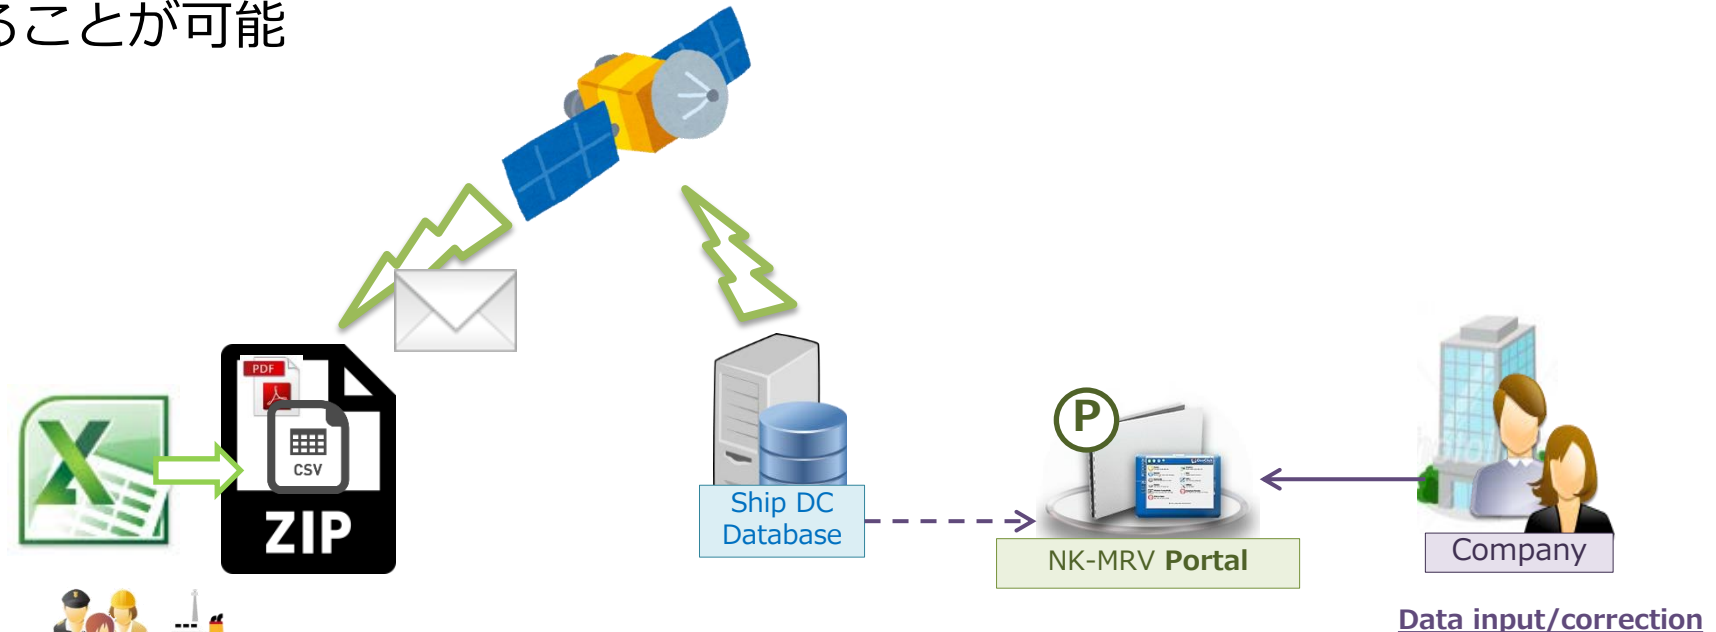 ることが可能
PDF
CSV
ZIP
Ship DC
Database
P
NK-MRV Portal
Company
Data input/correction